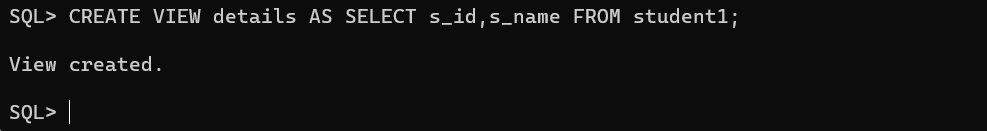 SQL> CREATE VIEW details AS SELECT s_id,s_name FROM student1;
View created.
SQL>